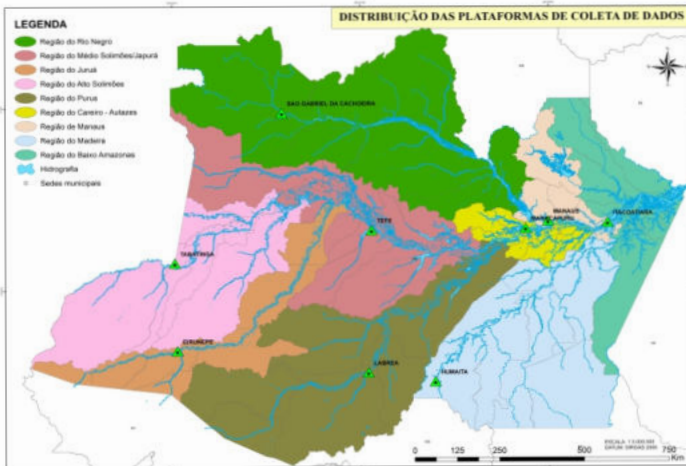 DISTRIBUIÇÃO DAS PLATAFORMAS DE COLETA DE DADOS
LEGENDA
Região do Rio Negro
Região do Médio Solimões/Japurá
Região do Juruá
Região do Alto Solimões
Região do Purus
Região do Careiro - Autazes
Região de Manaus
Região do Madeira
Região do Baixo Amazonas
Hidrografia
Sedes municipais
SAO GABRIEL DA CACHOEIRA
TEFE
MANAUS
ITACOATIARA
TABATINGA
EIRUNEPE
LABREA
HUMAITA
0 125 250 500 750
Km